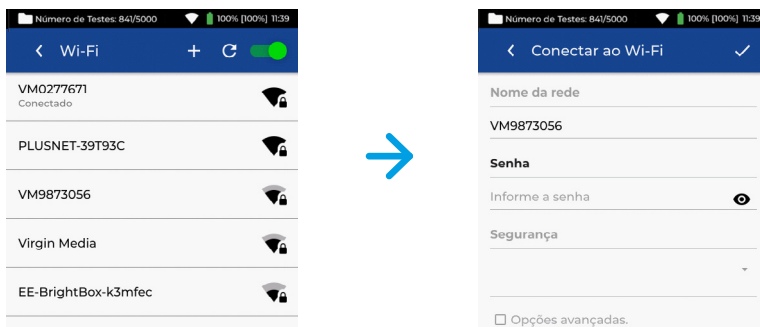 Número de Testes: 841/5000 100% [100%] 11:39
Wi-Fi
VM0277671
Conectado
PLUSNET-39T93C
VM9873056
Virgin Media
EE-BrightBox-k3mfec
Número de Testes: 841/5000 100% [100%] 11:39
Conectar ao Wi-Fi
Nome da rede
VM9873056
Senha
Informe a senha
Segurança
Opções avançadas.